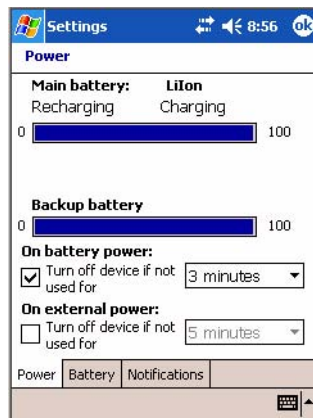 Settings 8:56 ok
Power
Main battery: LiIon
Recharging Charging
0 100
Backup battery
0 100
On battery power:
Turn off device if not
used for
3 minutes
On external power:
Turn off device if not
used for
5 minutes
Power Battery Notifications